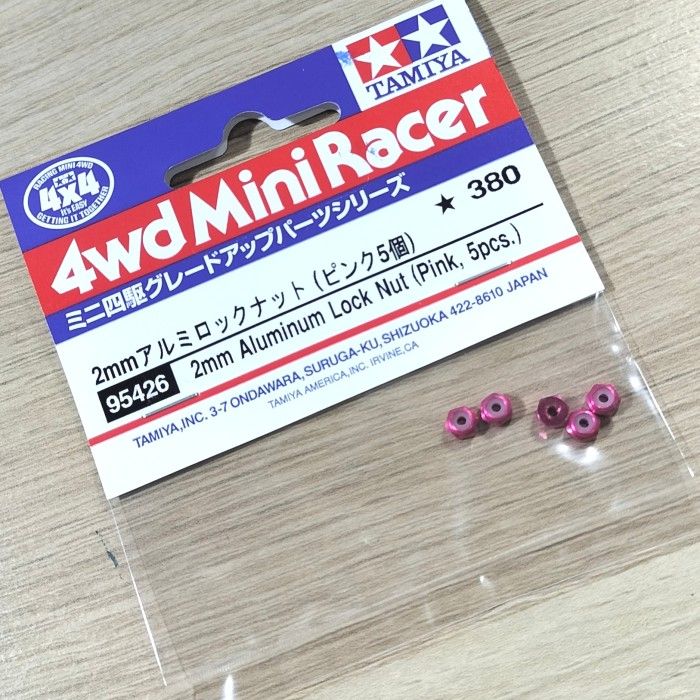 TAMIYA
RACING MINI 4WD
4x4
It's EASY
GETTING IT TOGETHER
4wd Mini Racer
ミニ四駆グレードアップパーツシリーズ
★ 380
2mmアルミロックナット (ピンク5個)
95426 2mm Aluminum Lock Nut (Pink, 5pcs.)
TAMIYA,INC. 3-7 ONDAWARA, SURUGA-KU, SHIZUOKA 422-8610 JAPAN
TAMIYA AMERICA, INC. IRVINE, CA